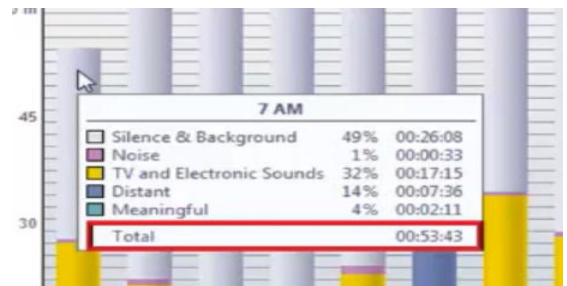 45
30
7 AM
Silence & Background 49% 00:26:08
Noise 1% 00:00:33
TV and Electronic Sounds 32% 00:17:15
Distant 14% 00:07:36
Meaningful 4% 00:02:11
Total 00:53:43